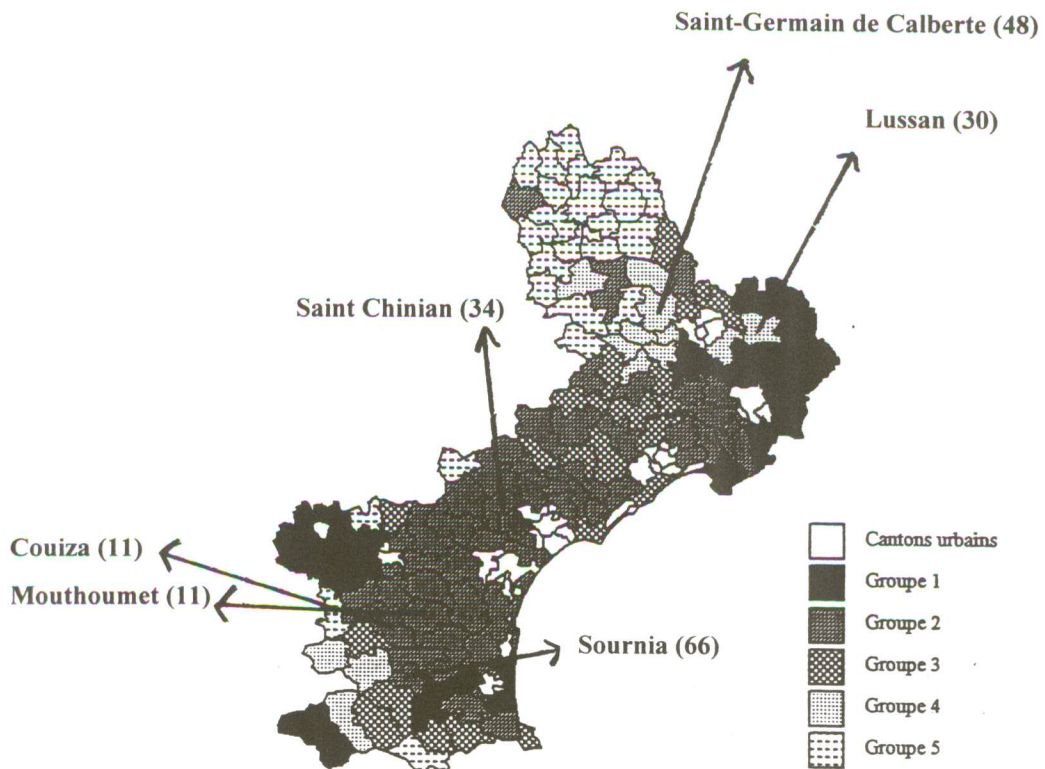 Saint-Germain de Calberte (48)
Lussan (30)
Saint Chinian (34)
Couiza (11)
Mouthoumet (11)
Sournia (66)
Cantons urbains
Groupe 1
Groupe 2
Groupe 3
Groupe 4
Groupe 5